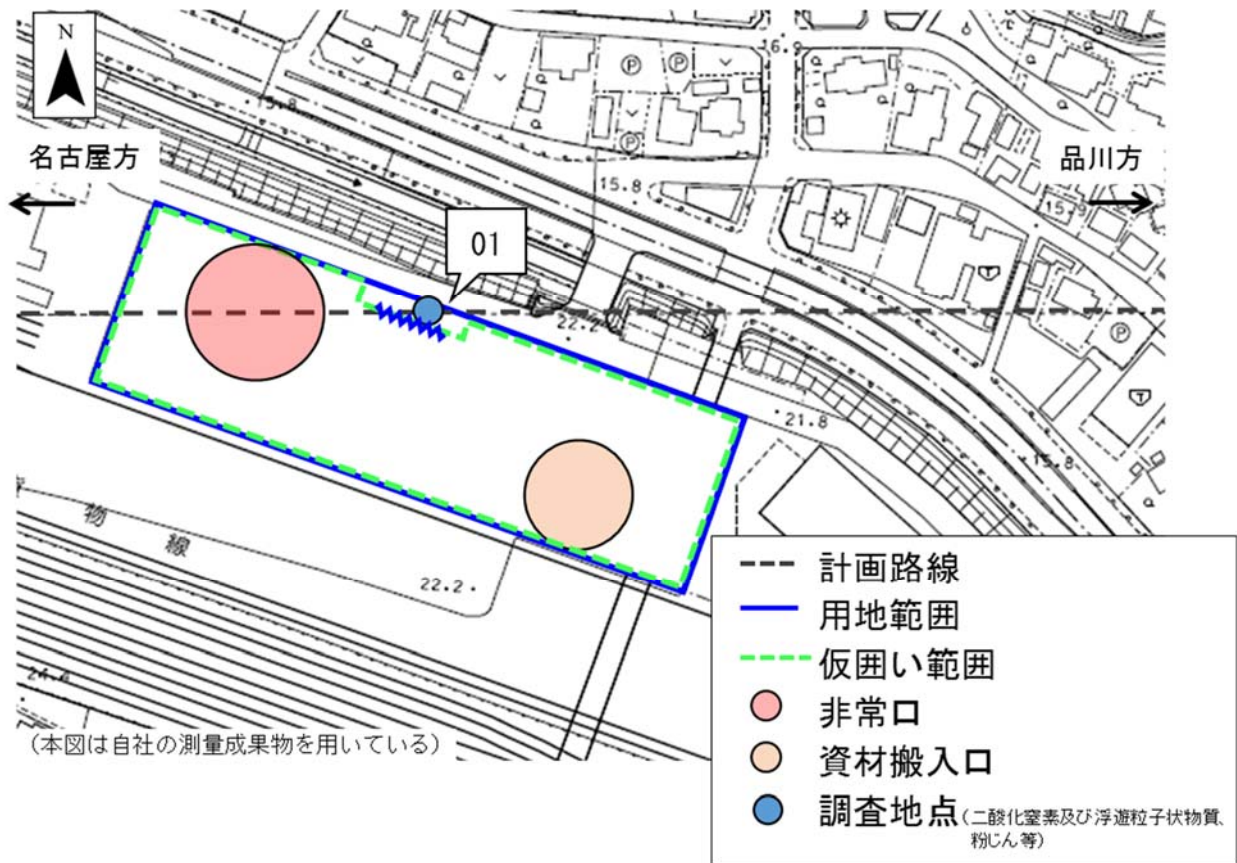 N
名古屋方
品川方
01
15.8
16.9
15.8
15.9
22.2
21.8
15.8
22.2
24.4
物線
P
P
P
P
T
T
(本図は自社の測量成果物を用いている)
計画路線
用地範囲
仮囲い範囲
非常口
資材搬入口
調査地点(二酸化窒素及び浮遊粒子状物質、
粉じん等)